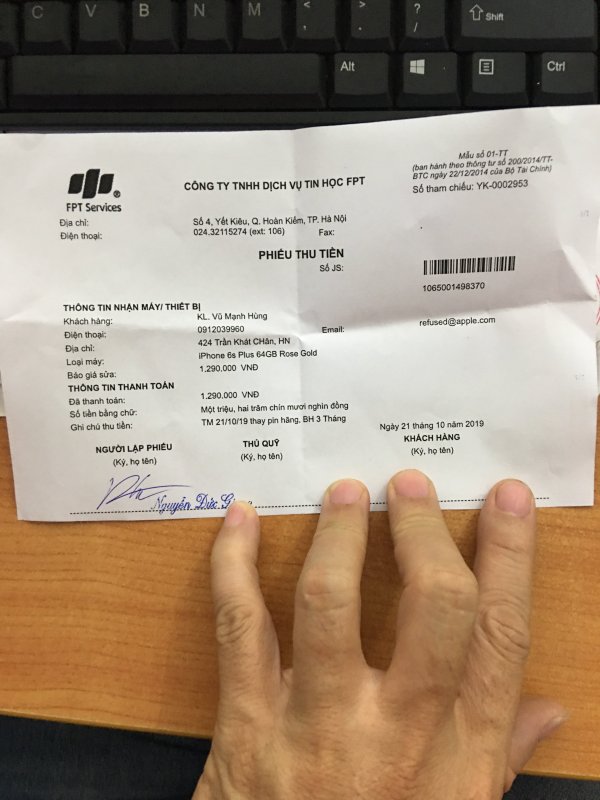 C V B N M < , > . ? / Shift
Alt Ctrl
FPT Services
CÔNG TY TNHH DỊCH VỤ TIN HỌC FPT
Mẫu số 01-TT
(ban hành theo thông tư số 200/2014/TT-
BTC ngày 22/12/2014 của Bộ Tài Chính)
Số tham chiếu: YK-0002953
Địa chỉ: Số 4, Yết Kiêu, Q. Hoàn Kiếm, TP. Hà Nội
Điện thoại: 024.32115274 (ext: 106) Fax:
PHIẾU THU TIỀN
Số JS:
1065001498370
THÔNG TIN NHẬN MÁY/ THIẾT BỊ
Khách hàng: KL. Vũ Mạnh Hùng
Điện thoại: 0912039960 Email: refused@apple.com
Địa chỉ: 424 Trần Khát CHân, HN
Loại máy: iPhone 6s Plus 64GB Rose Gold
Báo giá sửa: 1.290,000 VNĐ
THÔNG TIN THANH TOÁN
Đã thanh toán: 1.290.000 VNĐ
Số tiền bằng chữ: Một triệu, hai trăm chín mươi nghìn đồng
Ghi chú thu tiền: TM 21/10/19 thay pin hãng, BH 3 Tháng
Ngày 21 tháng 10 năm 2019
NGƯỜI LẬP PHIẾU THỦ QUỸ KHÁCH HÀNG
(Ký, họ tên) (Ký, họ tên) (Ký, họ tên)
Nguyễn Đức